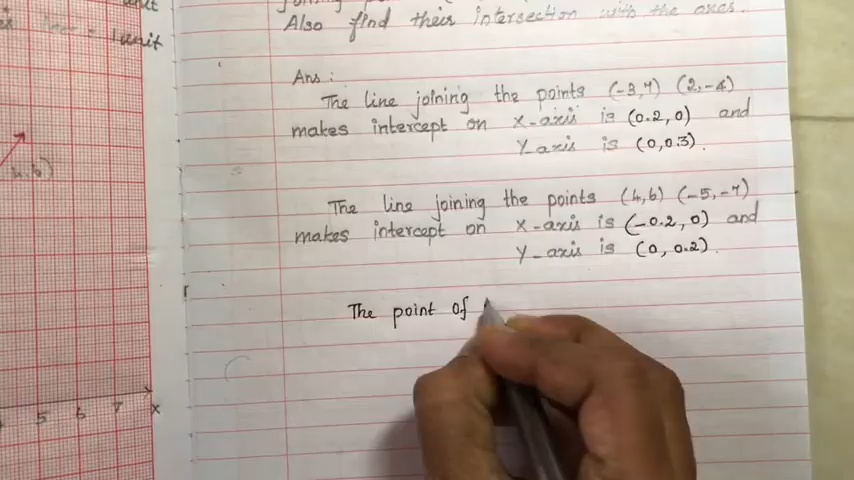 = 1 unit
Also find their intersection with the axes.
Ans :
The line joining the points (-3,4) (2,-4)
makes intercept on x-axis is (0.2,0) and
Y-axis is (0,0.3).
The line joining the points (4,6) (-5,-7)
makes intercept on x-axis is (-0.2,0) and
Y-axis is (0, 0.2).
The point of
5 6 7 x